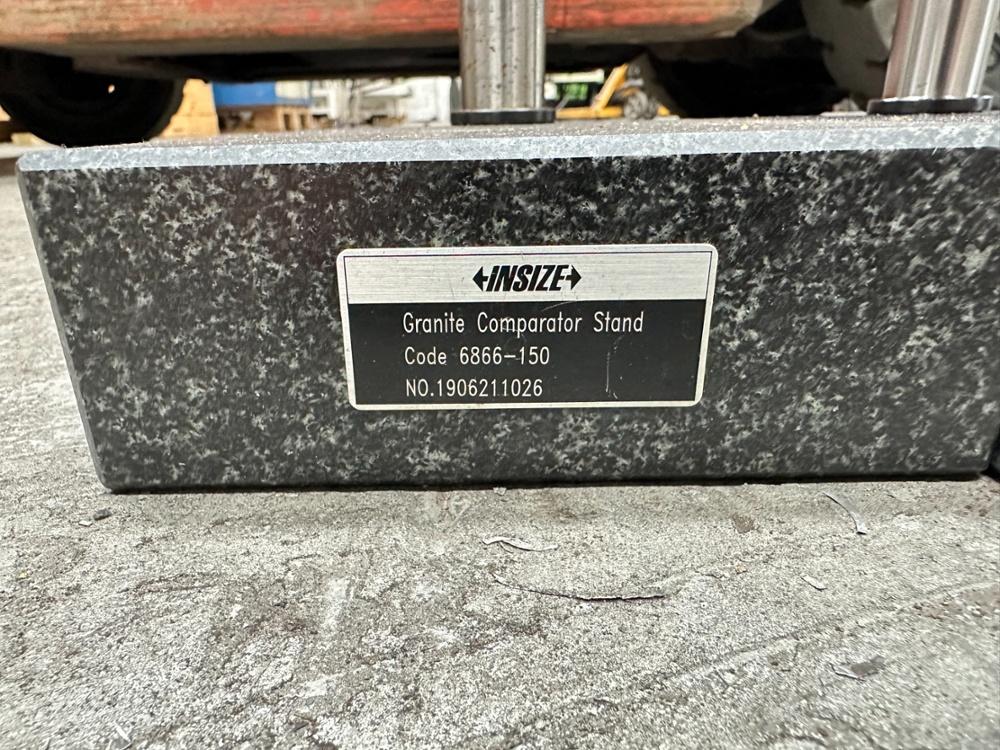 INSIZE
Granite Comparator Stand
Code 6866-150
NO.1906211026